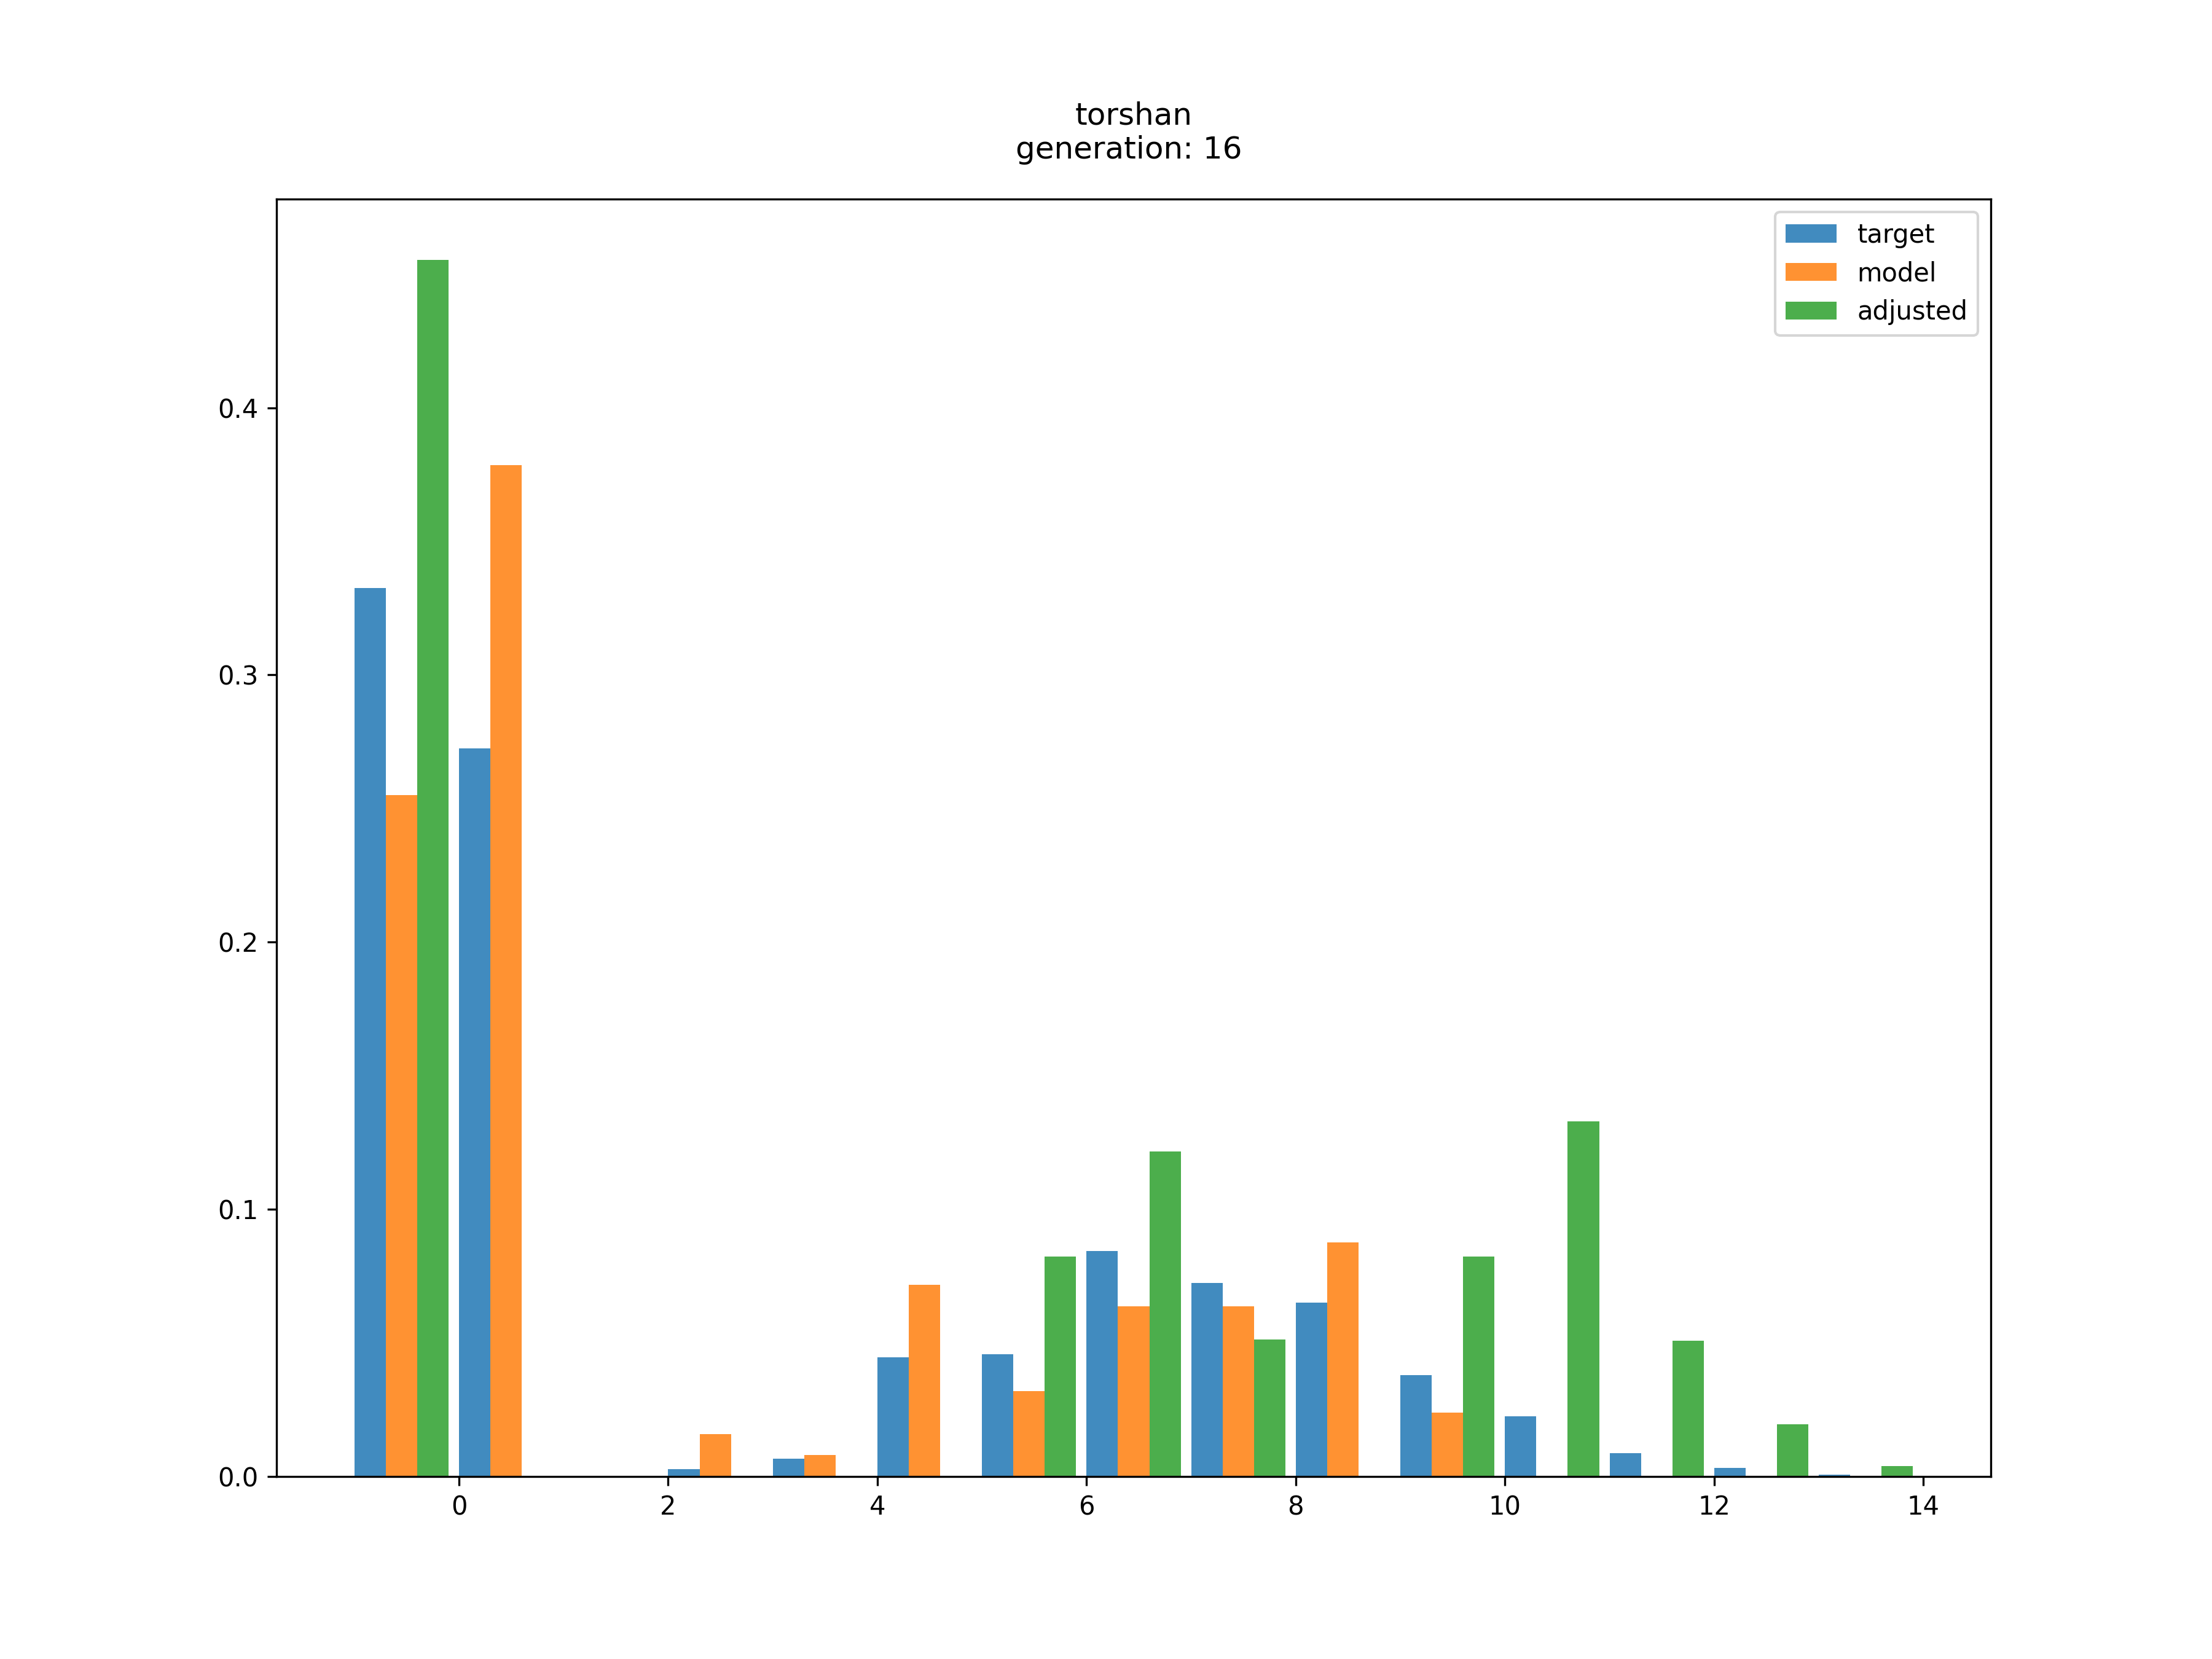 torshan
generation: 16
target
model
adjusted
0.4
0.3
0.2
0.1
0.0
0 2 4 6 8 10 12 14